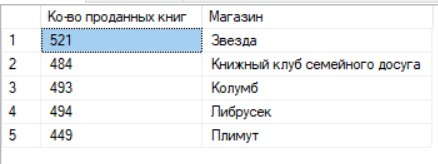 Ко-во проданных книг Магазин
1 521 Звезда
2 484 Книжный клуб семейного досуга
3 493 Колумб
4 494 Либрусек
5 449 Плимут